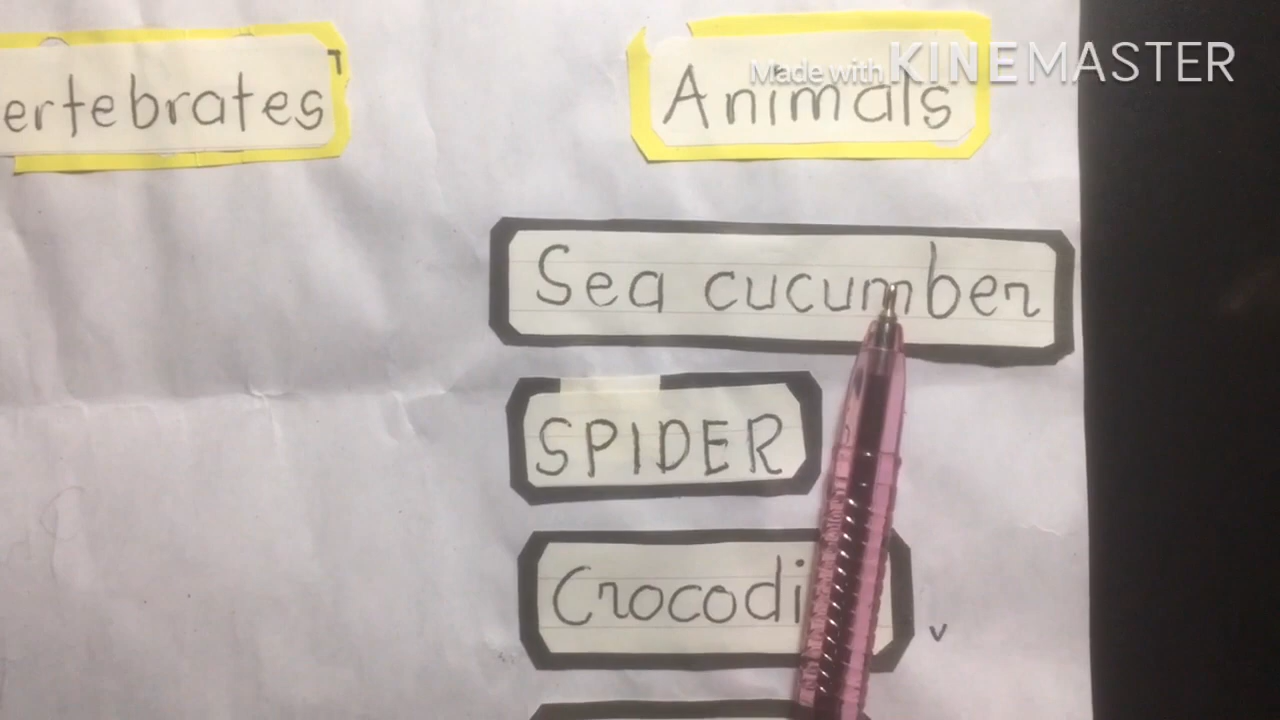 ertebrates
Animals
Made with KINEMASTER
Sea cucumber
SPIDER
Crocodi
v